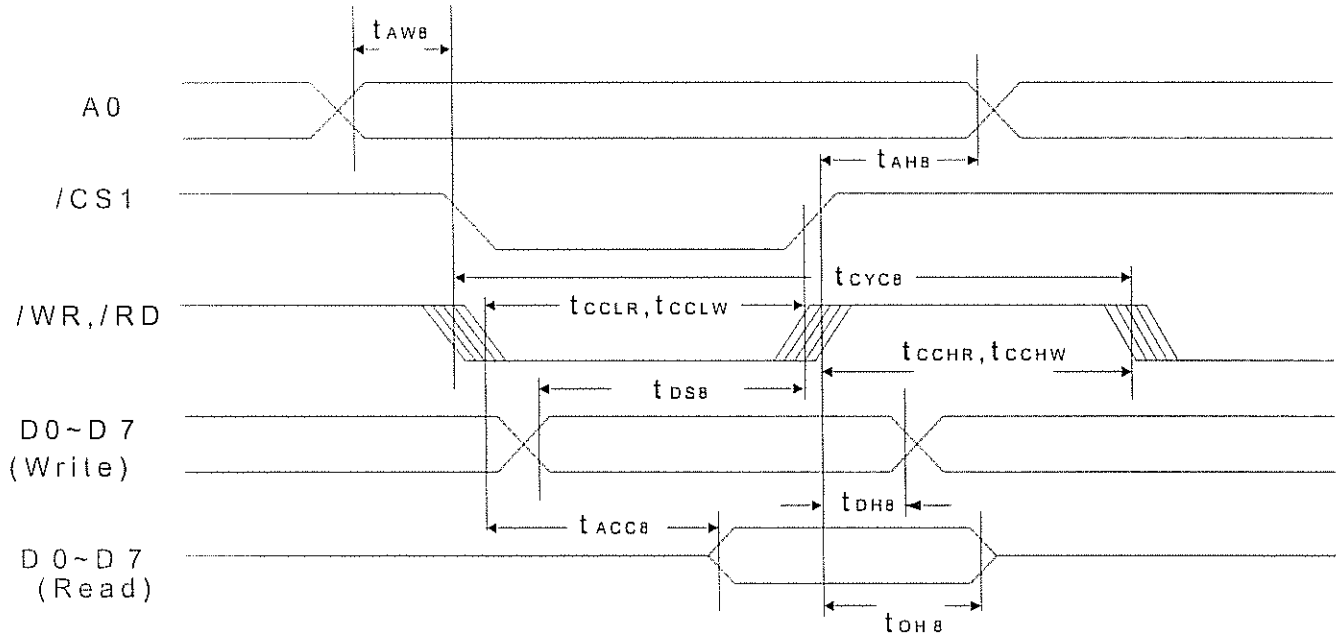 tAW8
A0
tAH8
/CS1
tCYC8
/WR,/RD
tCCLR,tCCLW
tCCHR,tCCHW
tDS8
D0~D7
(Write)
tDH8
tACC8
D0~D7
(Read)
tOH8